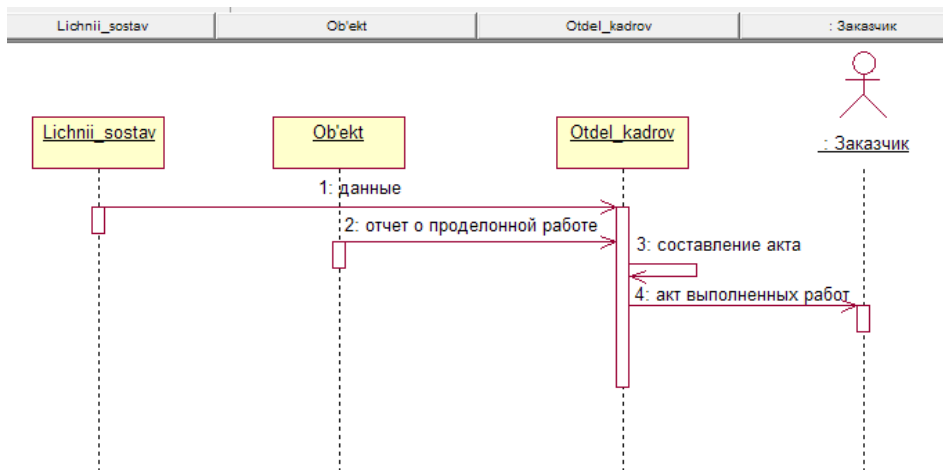 Lichnii_sostav
Ob'ekt
Otdel_kadrov
: Заказчик
Lichnii_sostav
Ob'ekt
Otdel_kadrov
: Заказчик
1: данные
2: отчет о проделонной работе
3: составление акта
4: акт выполненных работ